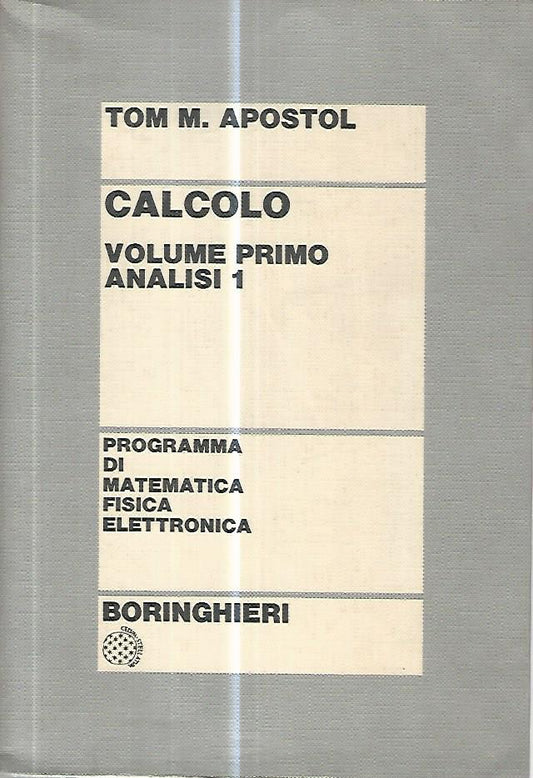 TOM M. APOSTOL
CALCOLO
VOLUME PRIMO
ANALISI 1
PROGRAMMA
DI
MATEMATICA
FISICA
ELETTRONICA
BORINGHIERI